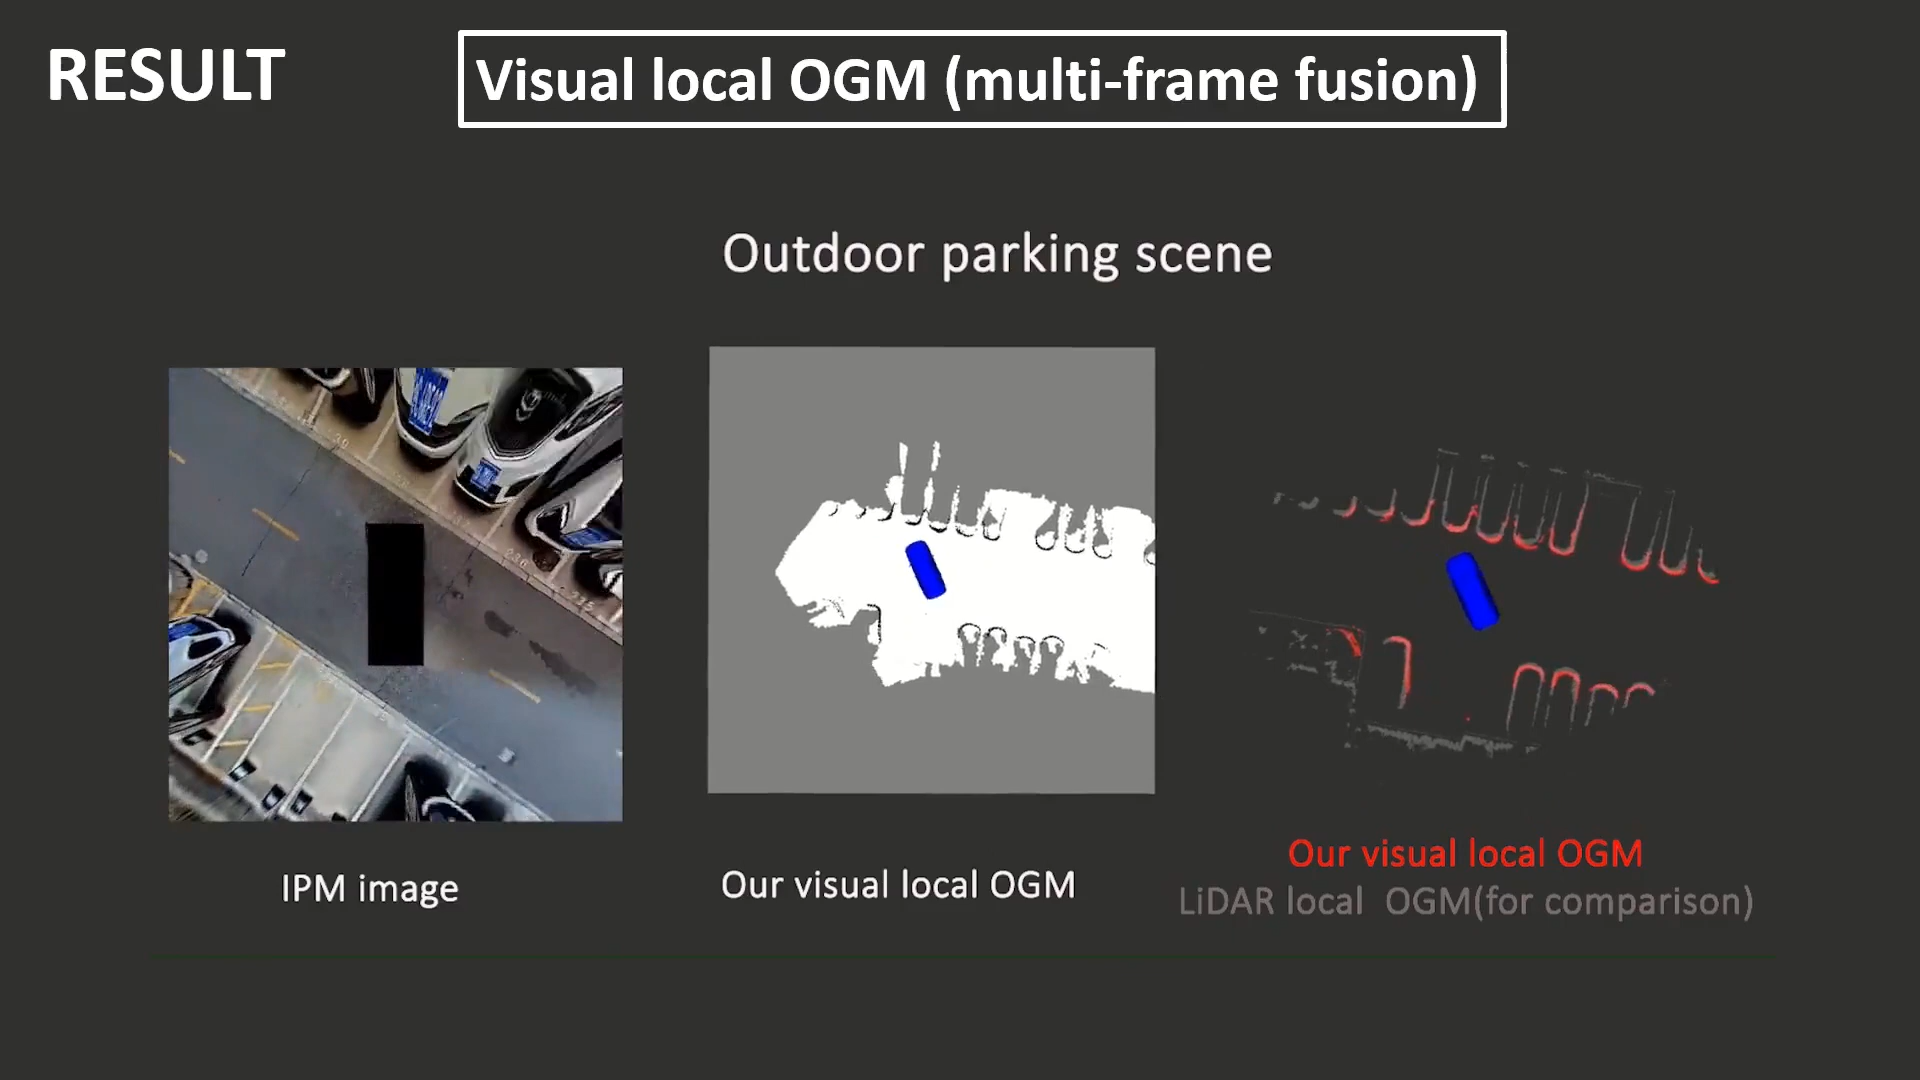 RESULT
Visual local OGM (multi-frame fusion)
Outdoor parking scene
IPM image
Our visual local OGM
Our visual local OGM
LiDAR local OGM(for comparison)